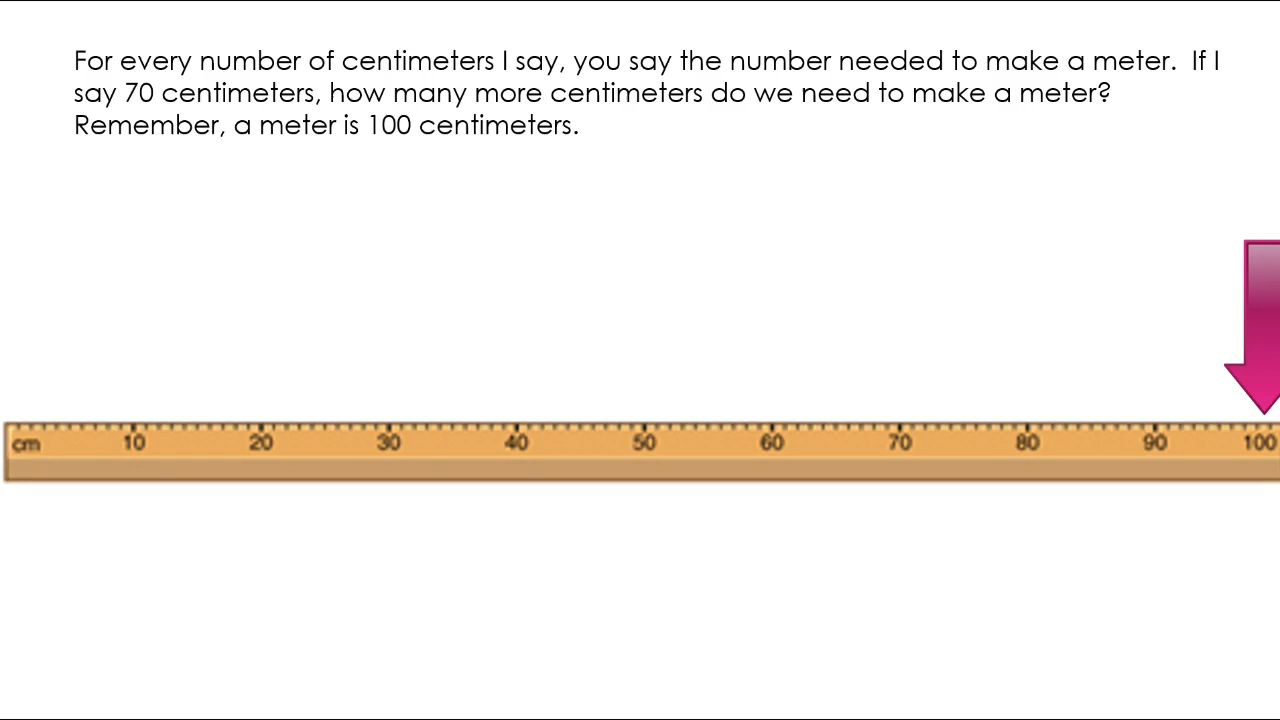 For every number of centimeters I say, you say the number needed to make a meter.  If I
say 70 centimeters, how many more centimeters do we need to make a meter?
Remember, a meter is 100 centimeters.
cm 10 20 30 40 50 60 70 80 90 100